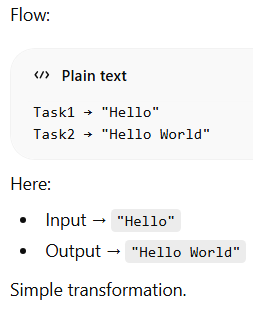 Flow:
Plain text
Task1 → "Hello"
Task2 → "Hello World"
Here:
• Input → "Hello"
• Output → "Hello World"
Simple transformation.